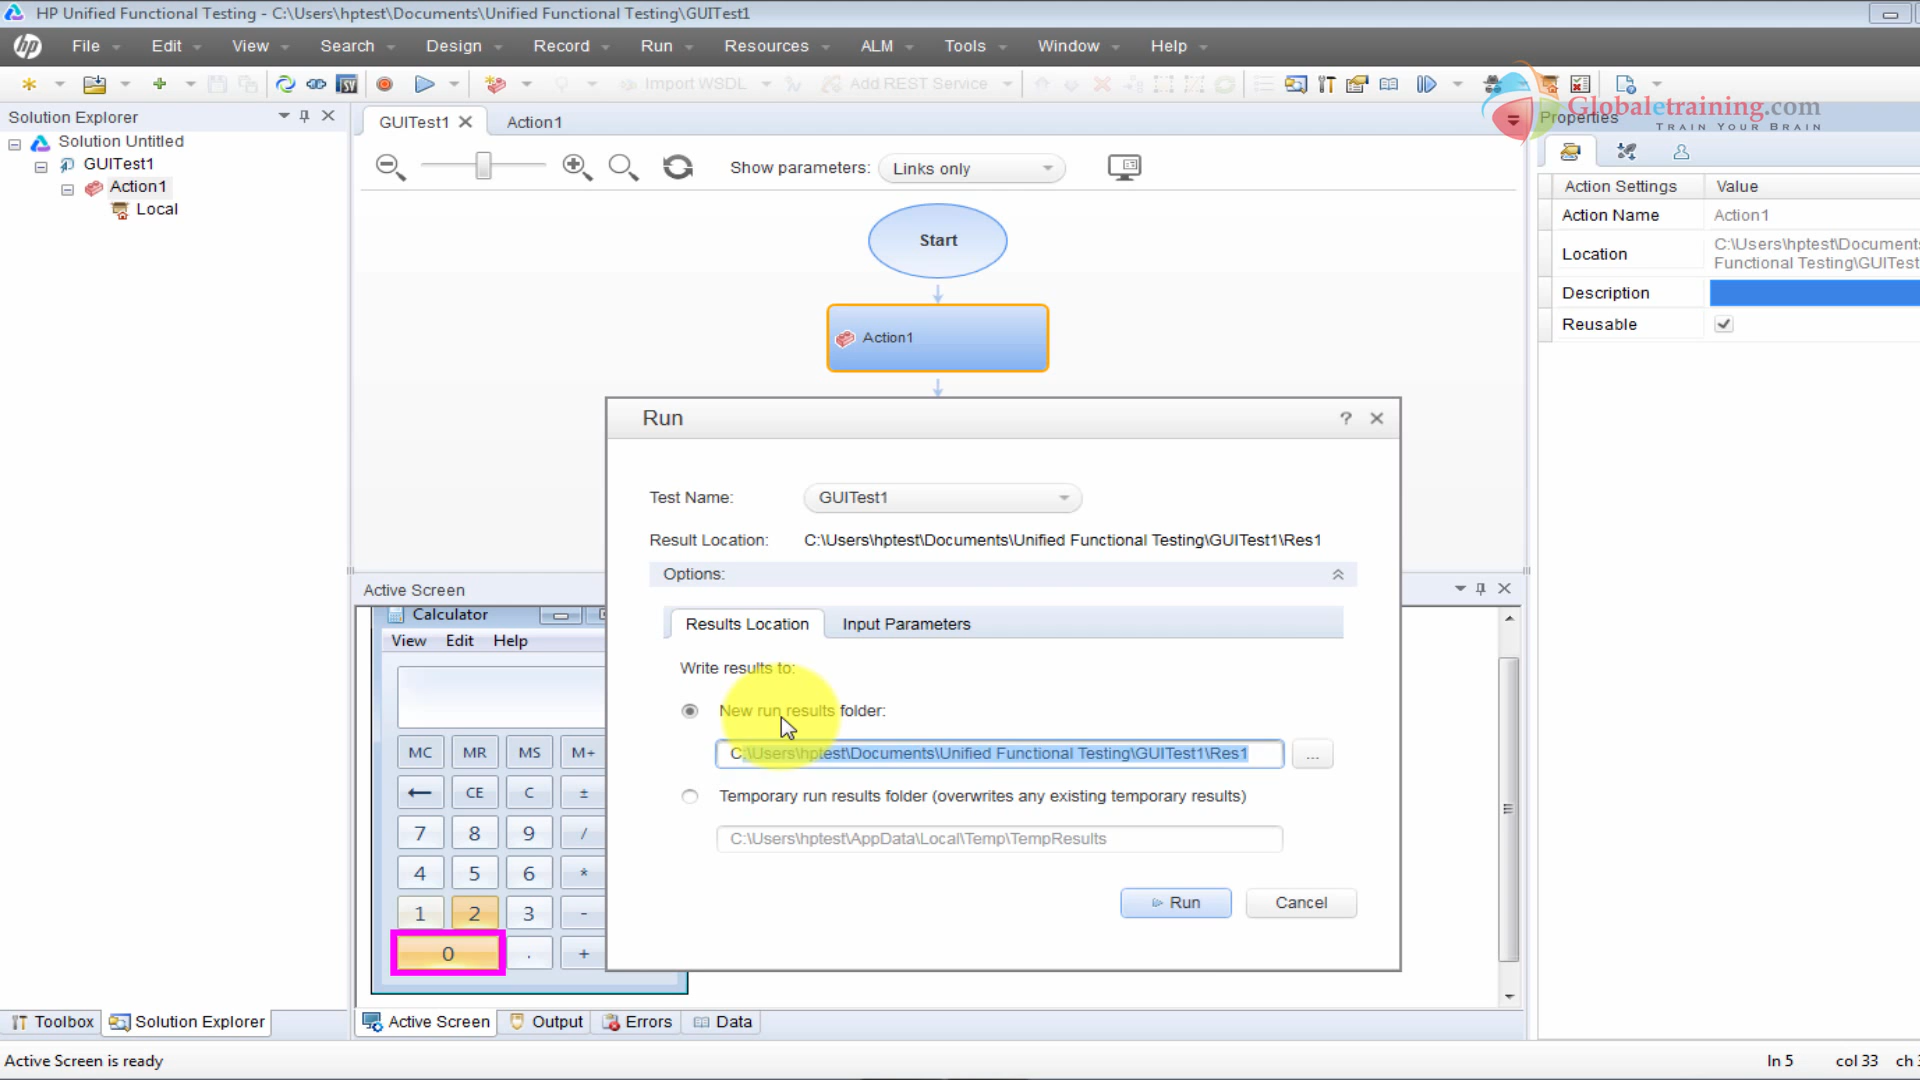 HP Unified Functional Testing - C:\Users\hptest\Documents\Unified Functional Testing\GUITest1
hp File Edit View Search Design Record Run Resources ALM Tools Window Help
SV Import WSDL Add REST Service
Globaletraining.com
TRAIN YOUR BRAIN
Solution Explorer
Solution Untitled
GUITest1
Action1
Local
GUITest1 Action1
Show parameters: Links only
Start
Action1
Properties
Action Settings Value
Action Name Action1
Location C:\Users\hptest\Documents
Functional Testing\GUITest
Description
Reusable
Run ?
Test Name: GUITest1
Result Location: C:\Users\hptest\Documents\Unified Functional Testing\GUITest1\Res1
Options:
Results Location Input Parameters
Write results to:
New run results folder:
C:\Users\hptest\Documents\Unified Functional Testing\GUITest1\Res1 ...
Temporary run results folder (overwrites any existing temporary results)
C:\Users\hptest\AppData\Local\Temp\TempResults
Run Cancel
Active Screen
Calculator
View Edit Help
MC MR MS M+
← CE C ±
7 8 9 /
4 5 6 *
1 2 3 -
0 . +
Toolbox Solution Explorer
Active Screen Output Errors Data
Active Screen is ready
ln 5 col 33 ch